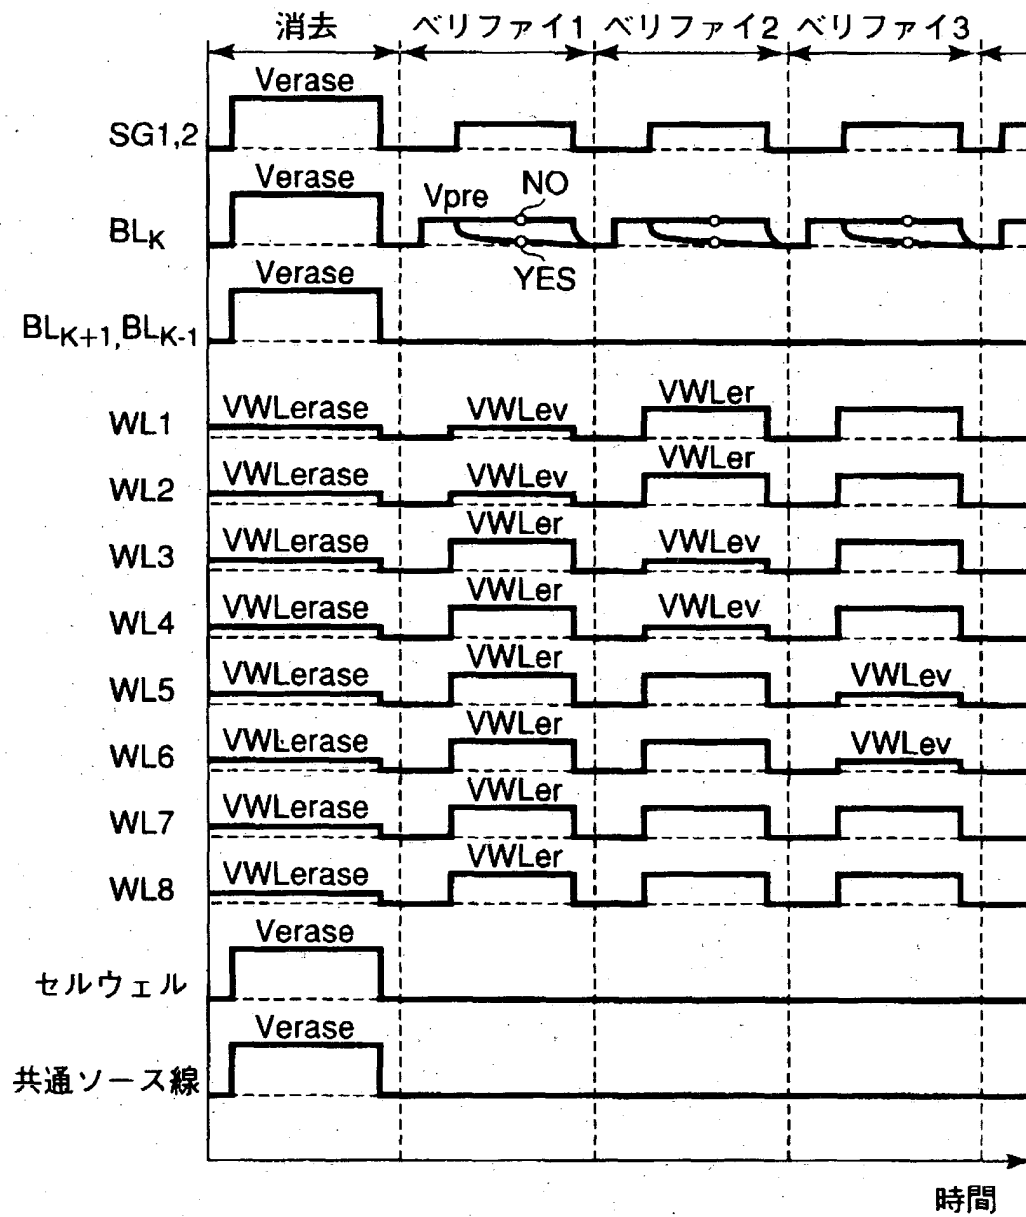 消去 ベリファイ1 ベリファイ2 ベリファイ3
Verase
SG1,2
Verase
Vpre NO
BLK
YES
Verase
BLK+1,BLK-1
VWLer
WL1 VWLerase VWLev
VWLer
WL2 VWLerase VWLev
VWLer
WL3 VWLerase VWLev
VWLer
WL4 VWLerase VWLev
VWLer
WL5 VWLerase VWLev
VWLer
WL6 VWLerase VWLev
VWLer
WL7 VWLerase
VWLer
WL8 VWLerase
Verase
セルウェル
Verase
共通ソース線
時間